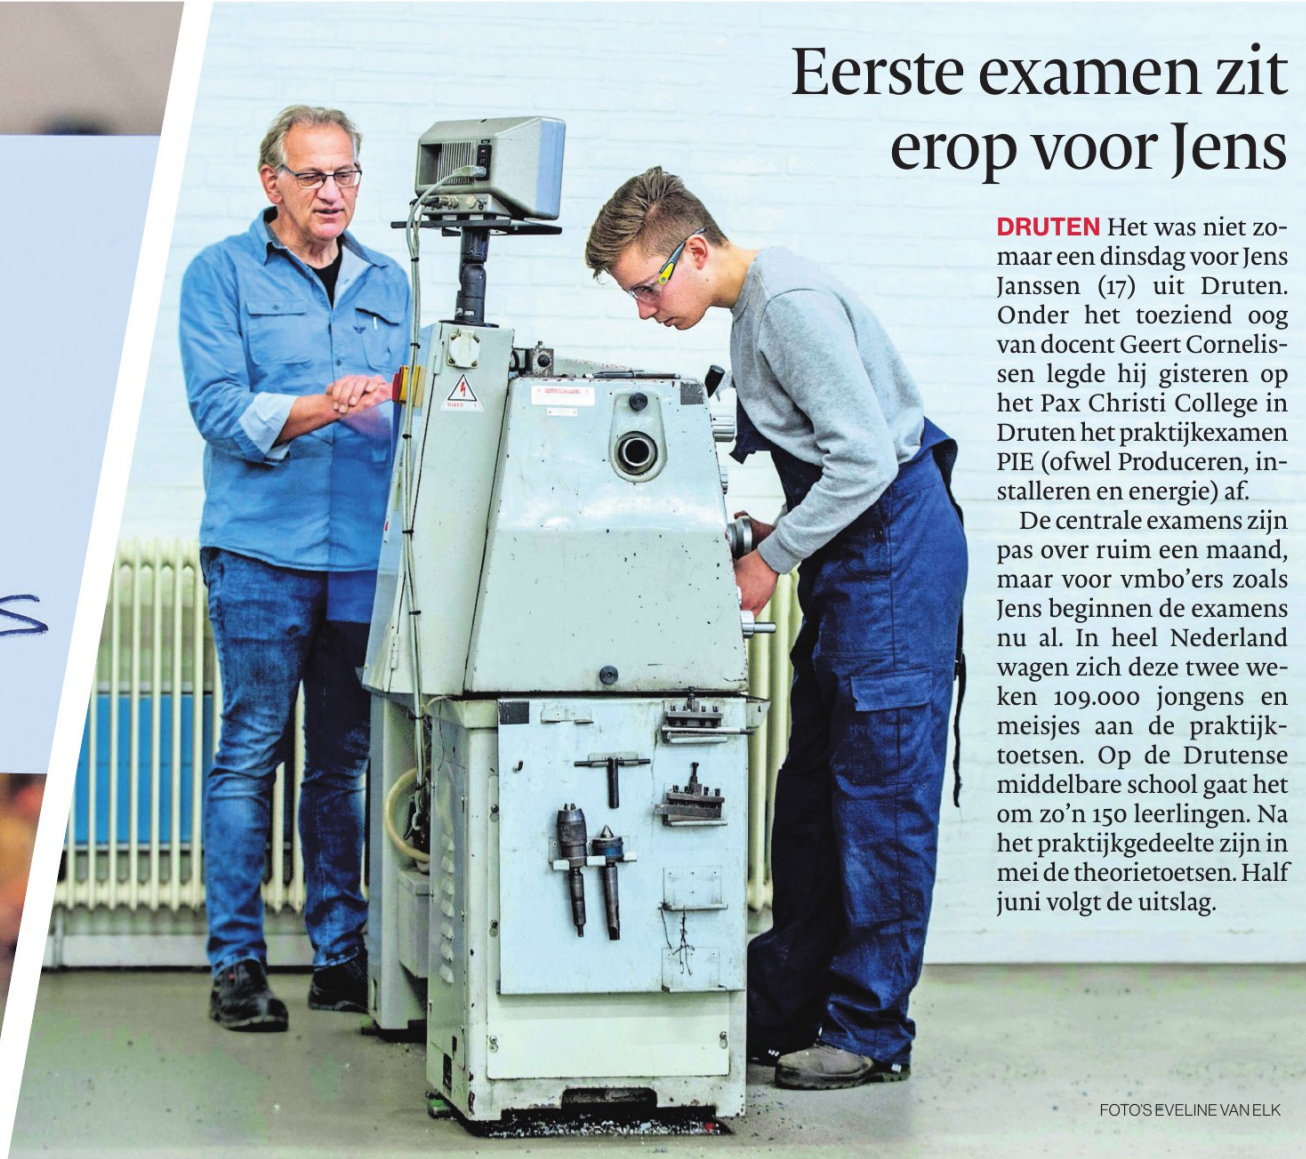 Eerste examen zit
erop voor Jens
DRUTEN Het was niet zo-
maar een dinsdag voor Jens
Janssen (17) uit Druten.
Onder het toeziend oog
van docent Geert Cornelis-
sen legde hij gisteren op
het Pax Christi College in
Druten het praktijkexamen
PIE (ofwel Produceren, in-
stalleren en energie) af.
De centrale examens zijn
pas over ruim een maand,
maar voor vmbo'ers zoals
Jens beginnen de examens
nu al. In heel Nederland
wagen zich deze twee we-
ken 109.000 jongens en
meisjes aan de praktijk-
toetsen. Op de Drutense
middelbare school gaat het
om zo'n 150 leerlingen. Na
het praktijkgedeelte zijn in
mei de theorietoetsen. Half
juni volgt de uitslag.
FOTO'S EVELINE VAN ELK